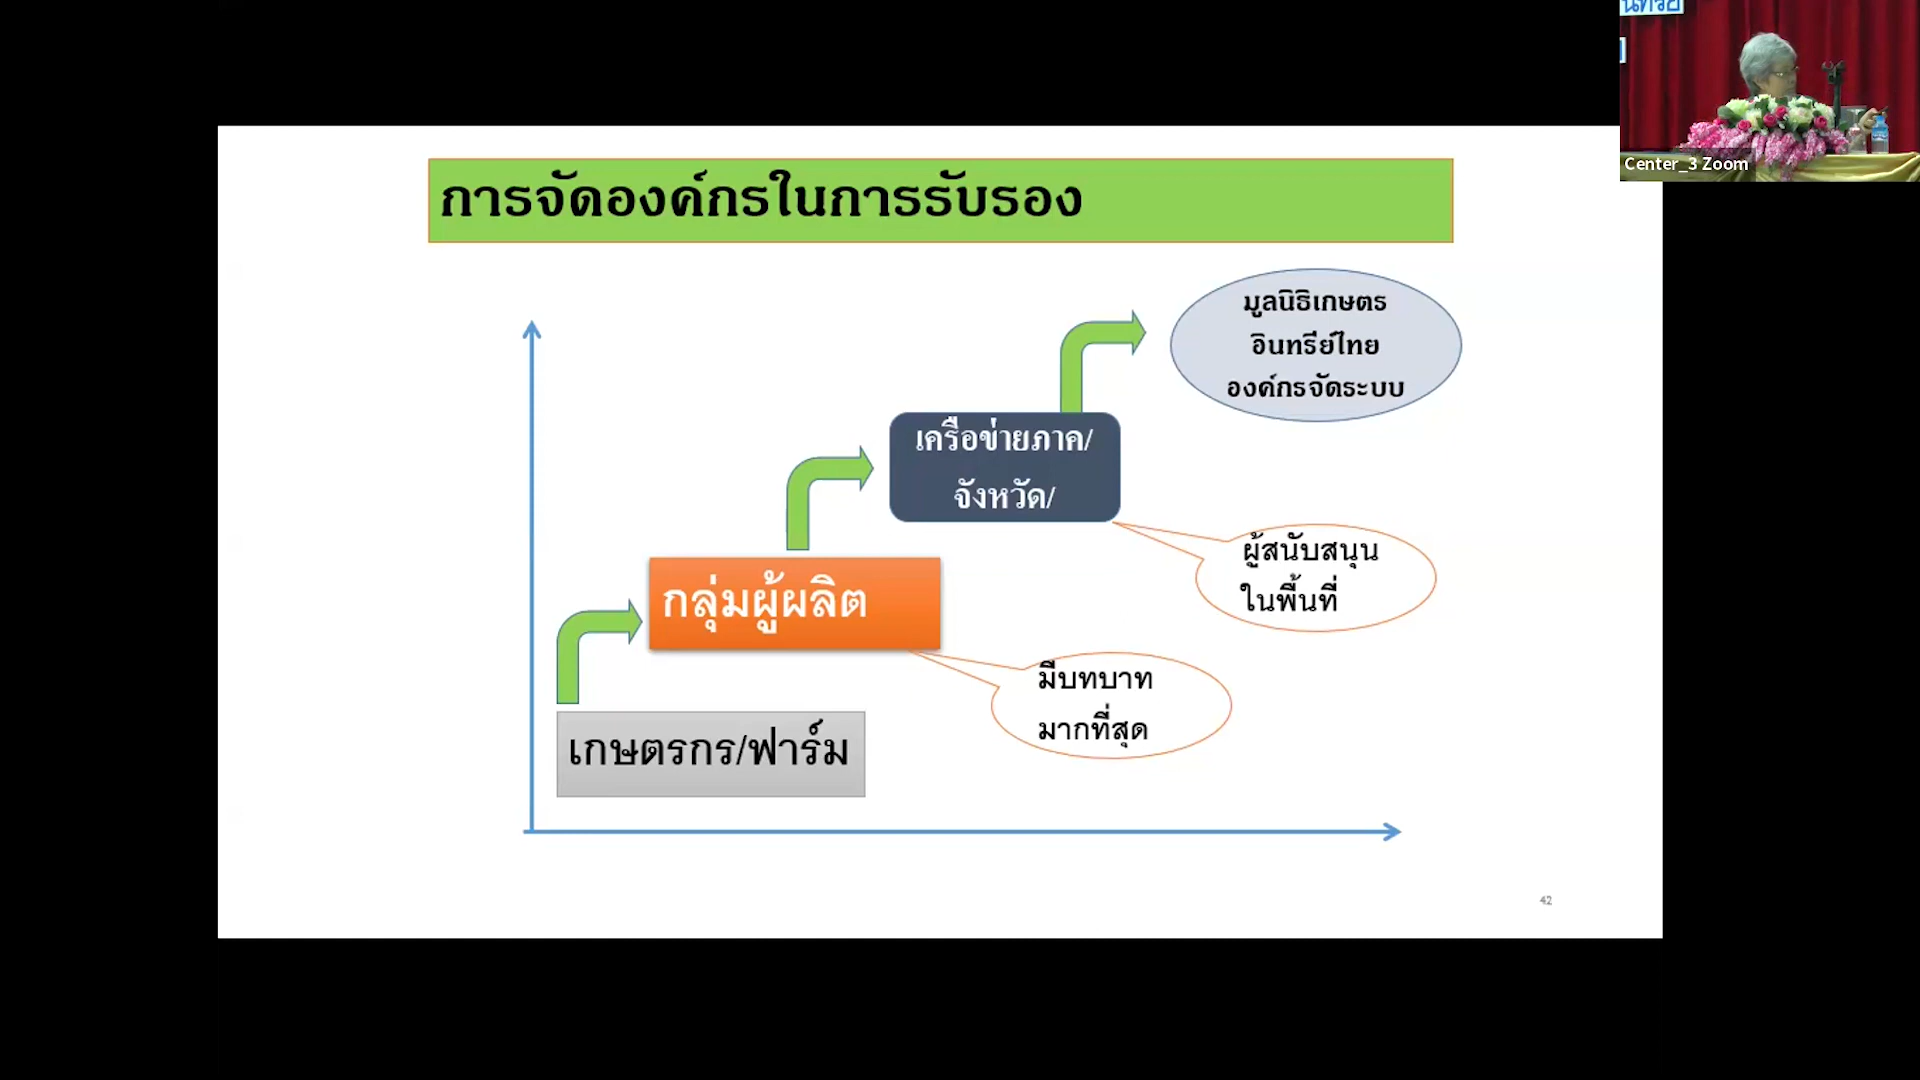 Center_3 Zoom
การจัดองค์กรในการรับรอง
มูลนิธิเกษตร
อินทรีย์ไทย
องค์กรจัดระบบ
เครือข่ายภาค/
จังหวัด/
ผู้สนับสนุน
ในพื้นที่
กลุ่มผู้ผลิต
มีบทบาท
มากที่สุด
เกษตรกร/ฟาร์ม
42